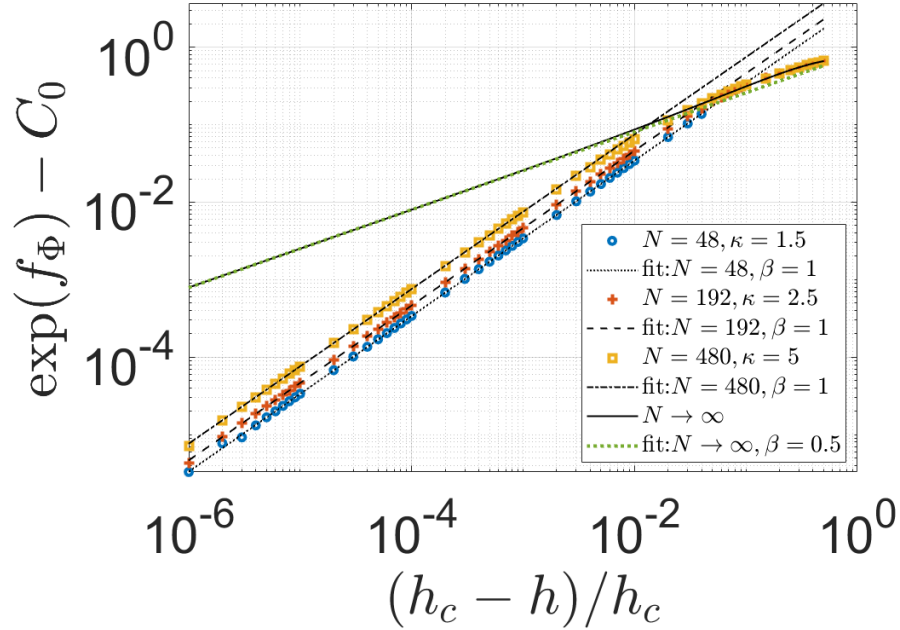 exp(f_Φ) − C_0
10^0
10^-2
10^-4
N = 48, κ = 1.5
fit:N = 48, β = 1
N = 192, κ = 2.5
fit:N = 192, β = 1
N = 480, κ = 5
fit:N = 480, β = 1
N → ∞
fit:N → ∞, β = 0.5
10^-6
10^-4
10^-2
10^0
(h_c − h)/h_c